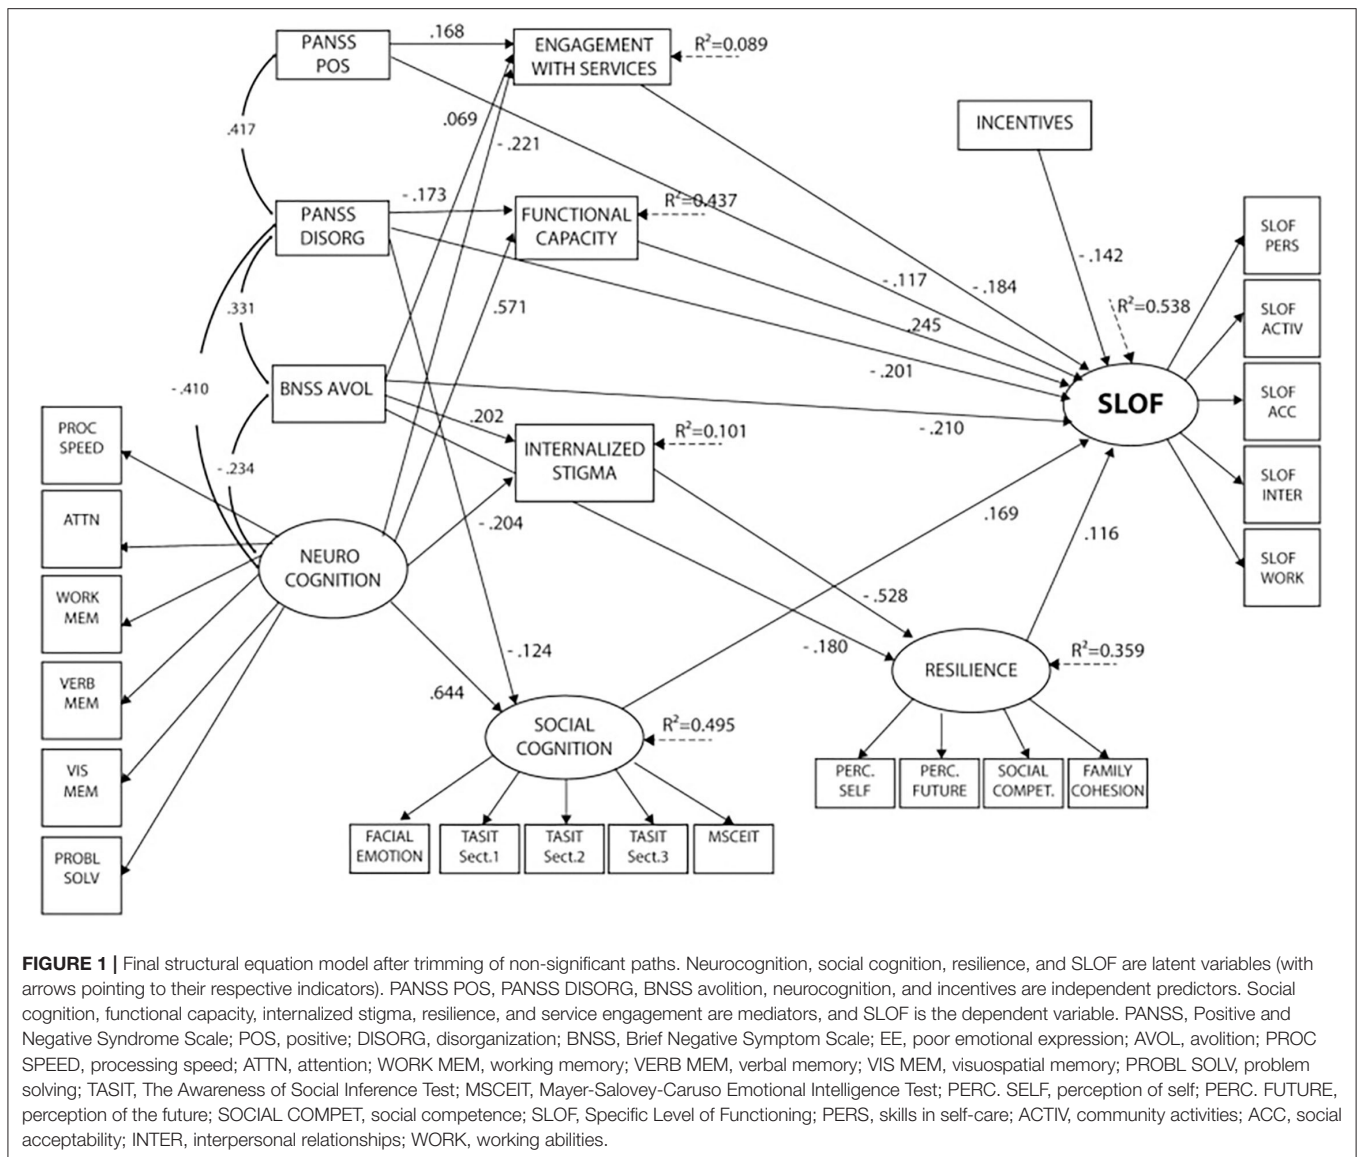 PANSS
POS
.168
ENGAGEMENT
WITH SERVICES
R²=0.089
INCENTIVES
.417
.069
- .221
- .173
PANSS
DISORG
FUNCTIONAL
CAPACITY
R²=0.437
SLOF
PERS
- .142
- .117
- .184
.331
.571
.245
R²=0.538
SLOF
ACTIV
- .201
- .410
BNSS AVOL
SLOF
SLOF
ACC
.202
- .210
PROC
SPEED
R²=0.101
INTERNALIZED
STIGMA
- .234
SLOF
INTER
ATTN
- .204
.169
.116
NEURO
COGNITION
SLOF
WORK
WORK
MEM
- .528
- .124
- .180
RESILIENCE
R²=0.359
VERB
MEM
.644
SOCIAL
COGNITION
R²=0.495
VIS
MEM
PERC.
SELF
PERC.
FUTURE
SOCIAL
COMPET.
FAMILY
COHESION
PROBL
SOLV
FACIAL
EMOTION
TASIT
Sect.1
TASIT
Sect.2
TASIT
Sect.3
MSCEIT
FIGURE 1 | Final structural equation model after trimming of non-significant paths. Neurocognition, social cognition, resilience, and SLOF are latent variables (with
arrows pointing to their respective indicators). PANSS POS, PANSS DISORG, BNSS avolition, neurocognition, and incentives are independent predictors. Social
cognition, functional capacity, internalized stigma, resilience, and service engagement are mediators, and SLOF is the dependent variable. PANSS, Positive and
Negative Syndrome Scale; POS, positive; DISORG, disorganization; BNSS, Brief Negative Symptom Scale; EE, poor emotional expression; AVOL, avolition; PROC
SPEED, processing speed; ATTN, attention; WORK MEM, working memory; VERB MEM, verbal memory; VIS MEM, visuospatial memory; PROBL SOLV, problem
solving; TASIT, The Awareness of Social Inference Test; MSCEIT, Mayer-Salovey-Caruso Emotional Intelligence Test; PERC. SELF, perception of self; PERC. FUTURE,
perception of the future; SOCIAL COMPET, social competence; SLOF, Specific Level of Functioning; PERS, skills in self-care; ACTIV, community activities; ACC, social
acceptability; INTER, interpersonal relationships; WORK, working abilities.